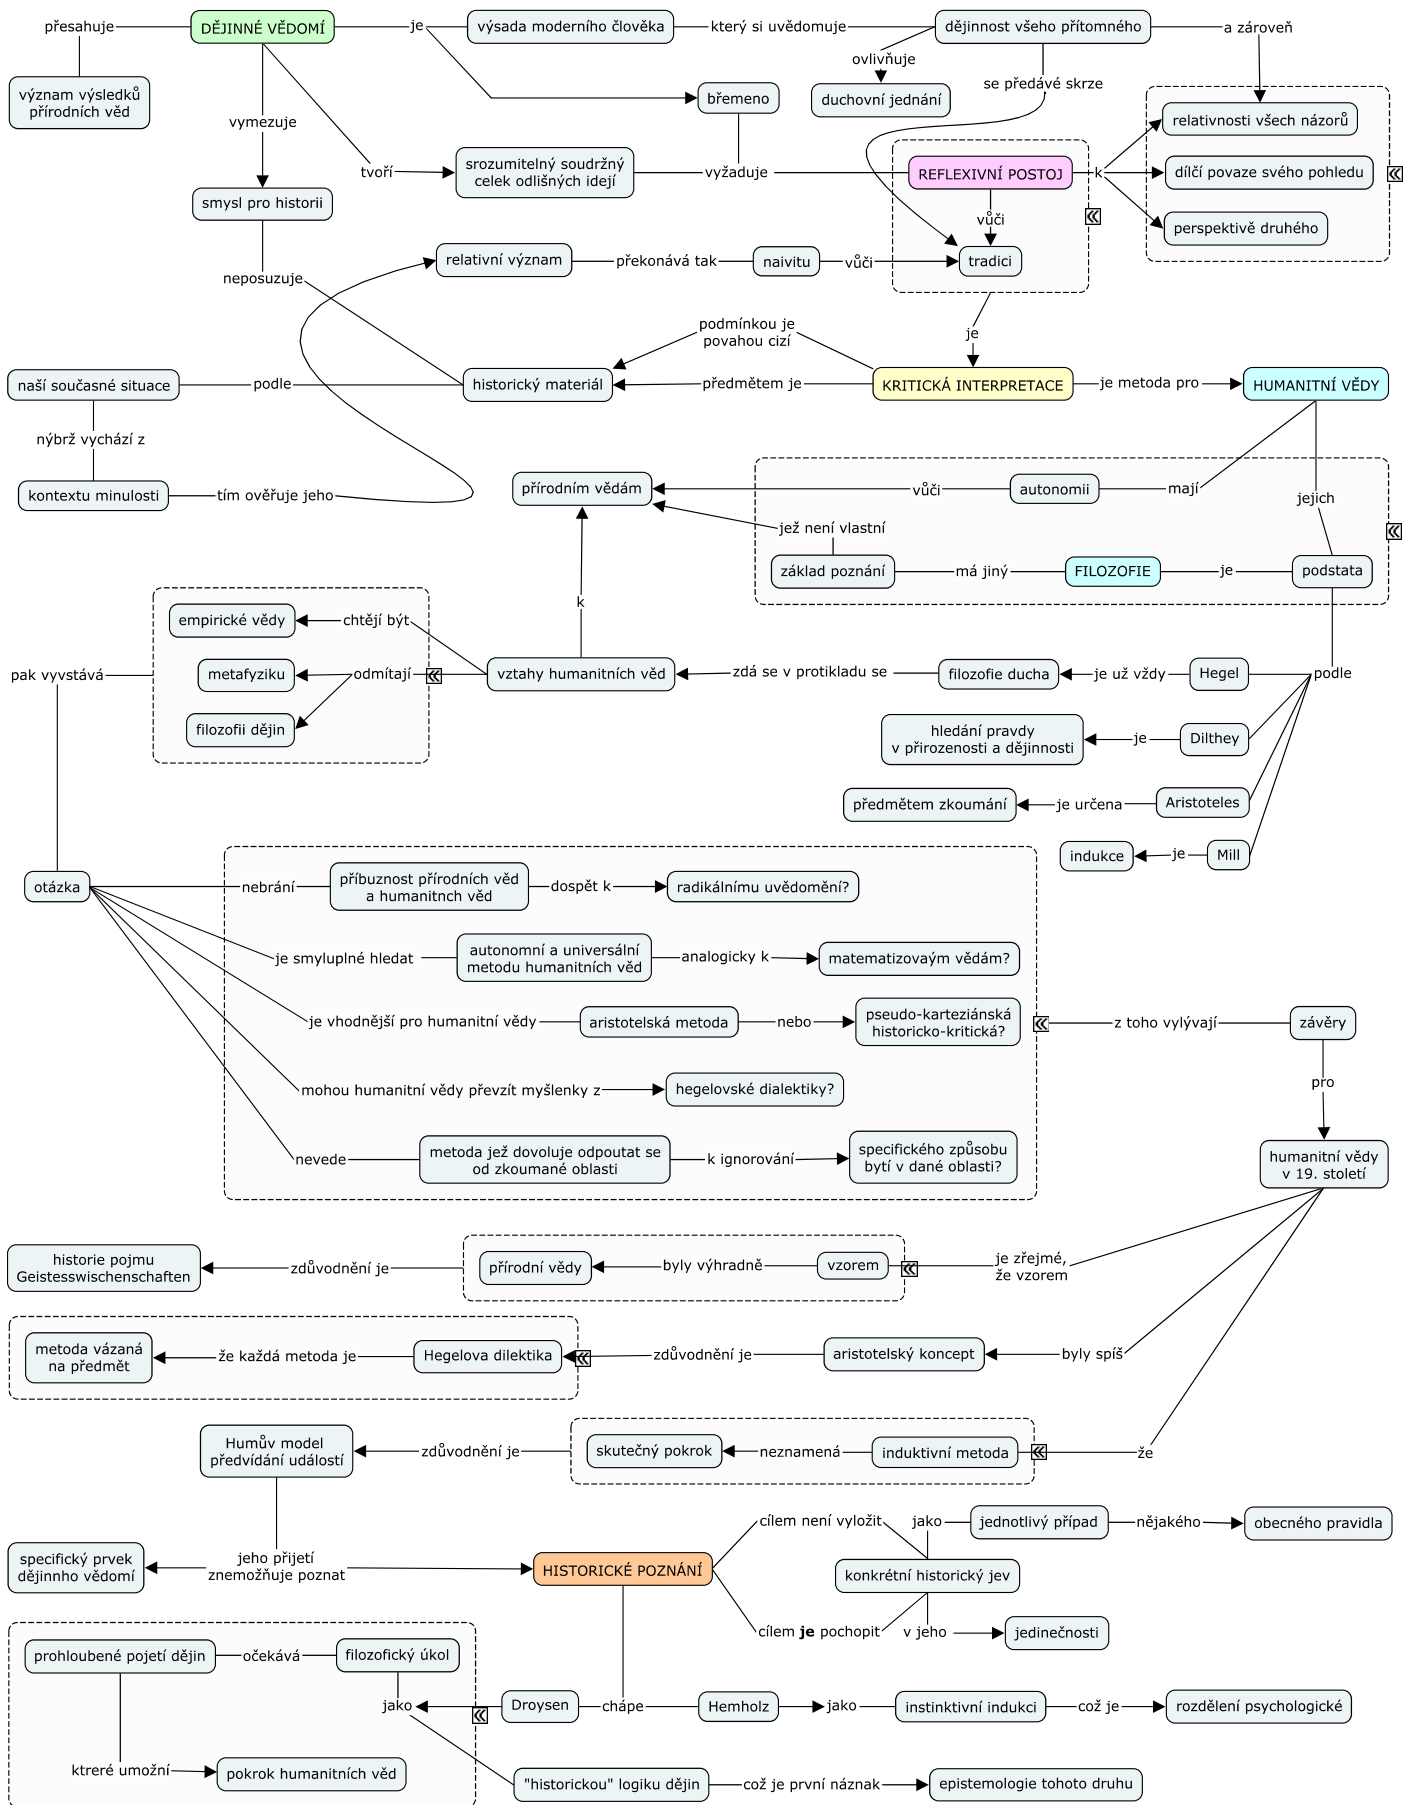 přesahuje
DĚJINNÉ VĚDOMÍ
je
výsada moderního člověka
který si uvědomuje
dějinnost všeho přítomného
a zároveň
ovlivňuje
význam výsledků
přírodních věd
břemeno
duchovní jednání
se předávé skrze
vymezuje
relativnosti všech názorů
tvoří
srozumitelný soudržný
celek odlišných idejí
vyžaduje
REFLEXIVNÍ POSTOJ
k
dílčí povaze svého pohledu
smysl pro historii
vůči
perspektivě druhého
neposuzuje
relativní význam
překonává tak
naivitu
vůči
tradici
podmínkou je
povahou cizí
je
naší současné situace
podle
historický materiál
předmětem je
KRITICKÁ INTERPRETACE
je metoda pro
HUMANITNÍ VĚDY
nýbrž vychází z
kontextu minulosti
tím ověřuje jeho
přírodním vědám
vůči
autonomii
mají
jejich
jež není vlastní
základ poznání
má jiný
FILOZOFIE
je
podstata
k
empirické vědy
chtějí být
pak vyvstává
metafyziku
odmítají
vztahy humanitních věd
zdá se v protikladu se
filozofie ducha
je už vždy
Hegel
podle
filozofii dějin
hledání pravdy
v přirozenosti a dějinnosti
je
Dilthey
předmětem zkoumání
je určena
Aristoteles
indukce
je
Mill
otázka
nebrání
příbuznost přírodních věd
a humanitnch věd
dospět k
radikálnímu uvědomění?
je smyluplné hledat
autonomní a universální
metodu humanitních věd
analogicky k
matematizovaým vědám?
je vhodnější pro humanitní vědy
aristotelská metoda
nebo
pseudo-karteziánská
historicko-kritická?
z toho vylývají
závěry
pro
mohou humanitní vědy převzít myšlenky z
hegelovské dialektiky?
nevede
metoda jež dovoluje odpoutat se
od zkoumané oblasti
k ignorování
specifického způsobu
bytí v dané oblasti?
humanitní vědy
v 19. století
historie pojmu
Geistesswischenschaften
zdůvodnění je
přírodní vědy
byly výhradně
vzorem
je zřejmé,
že vzorem
metoda vázaná
na předmět
že každá metoda je
Hegelova dilektika
zdůvodnění je
aristotelský koncept
byly spíš
Humův model
předvídání událostí
zdůvodnění je
skutečný pokrok
neznamená
induktivní metoda
že
cílem není vyložit
jako
jednotlivý případ
nějakého
obecného pravidla
specifický prvek
dějinnho vědomí
jeho přijetí
znemožňuje poznat
HISTORICKÉ POZNÁNÍ
konkrétní historický jev
cílem je pochopit
v jeho
jedinečnosti
prohloubené pojetí dějin
očekává
filozofický úkol
jako
Droysen
chápe
Hemholz
jako
instinktivní indukci
což je
rozdělení psychologické
ktreré umožní
pokrok humanitních věd
"historickou" logiku dějin
což je první náznak
epistemologie tohoto druhu